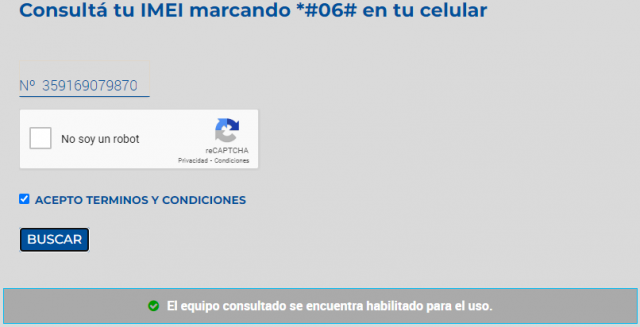 Consultá tu IMEI marcando *#06# en tu celular
Nº 359169079870
No soy un robot
reCAPTCHA
Privacidad - Condiciones
ACEPTO TERMINOS Y CONDICIONES
BUSCAR
El equipo consultado se encuentra habilitado para el uso.